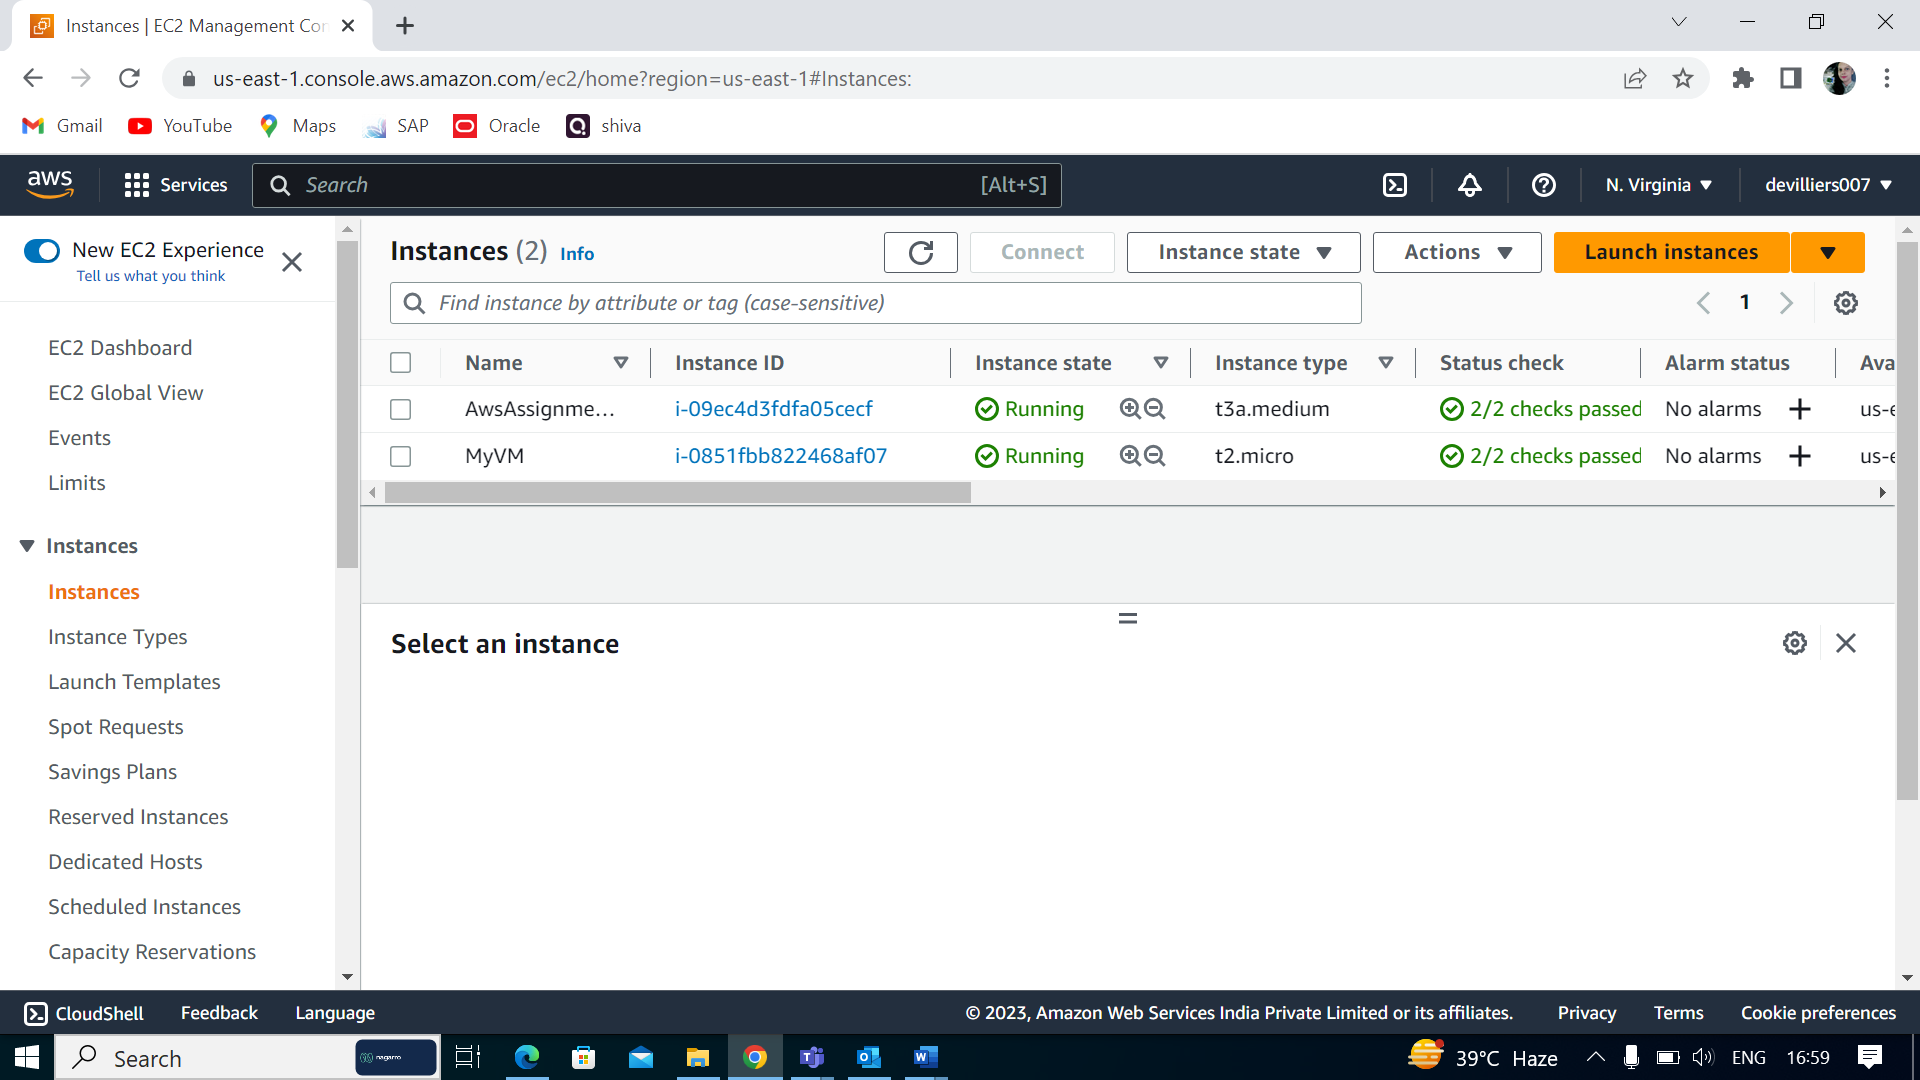 Instances | EC2 Management Con
us-east-1.console.aws.amazon.com/ec2/home?region=us-east-1#Instances:
Gmail YouTube Maps SAP Oracle shiva
aws Services Search [Alt+S] N. Virginia devilliers007
New EC2 Experience
Tell us what you think
EC2 Dashboard
EC2 Global View
Events
Limits
Instances
Instances
Instance Types
Launch Templates
Spot Requests
Savings Plans
Reserved Instances
Dedicated Hosts
Scheduled Instances
Capacity Reservations
Instances (2) Info Connect Instance state Actions Launch instances
Find instance by attribute or tag (case-sensitive) 1
Name Instance ID Instance state Instance type Status check Alarm status Ava
AwsAssignme... i-09ec4d3fdfa05cecf Running t3a.medium 2/2 checks passed No alarms us-e
MyVM i-0851fbb822468af07 Running t2.micro 2/2 checks passed No alarms us-e
Select an instance
CloudShell Feedback Language © 2023, Amazon Web Services India Private Limited or its affiliates. Privacy Terms Cookie preferences
Search nagarro 39°C Haze ENG 16:59